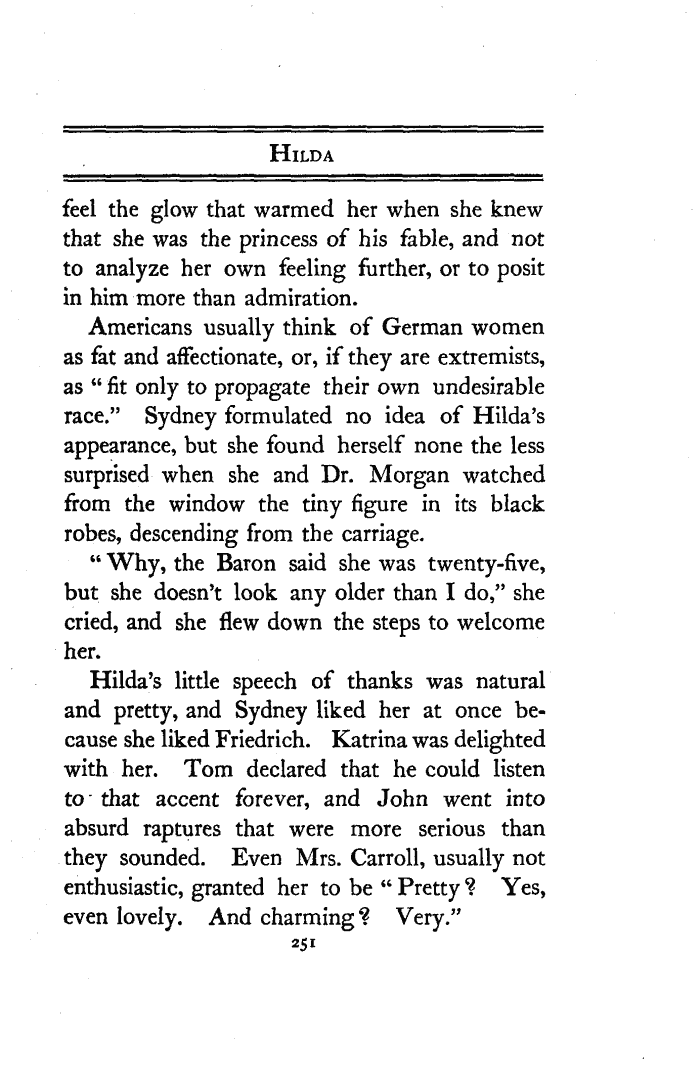 HILDA
feel the glow that warmed her when she knew
that she was the princess of his fable, and not
to analyze her own feeling further, or to posit
in him more than admiration.
Americans usually think of German women
as fat and affectionate, or, if they are extremists,
as “fit only to propagate their own undesirable
race.” Sydney formulated no idea of Hilda's
appearance, but she found herself none the less
surprised when she and Dr. Morgan watched
from the window the tiny figure in its black
robes, descending from the carriage.
“Why, the Baron said she was twenty-five,
but she doesn't look any older than I do,” she
cried, and she flew down the steps to welcome
her.
Hilda's little speech of thanks was natural
and pretty, and Sydney liked her at once be-
cause she liked Friedrich. Katrina was delighted
with her. Tom declared that he could listen
to that accent forever, and John went into
absurd raptures that were more serious than
they sounded. Even Mrs. Carroll, usually not
enthusiastic, granted her to be “Pretty? Yes,
even lovely. And charming? Very.”
251